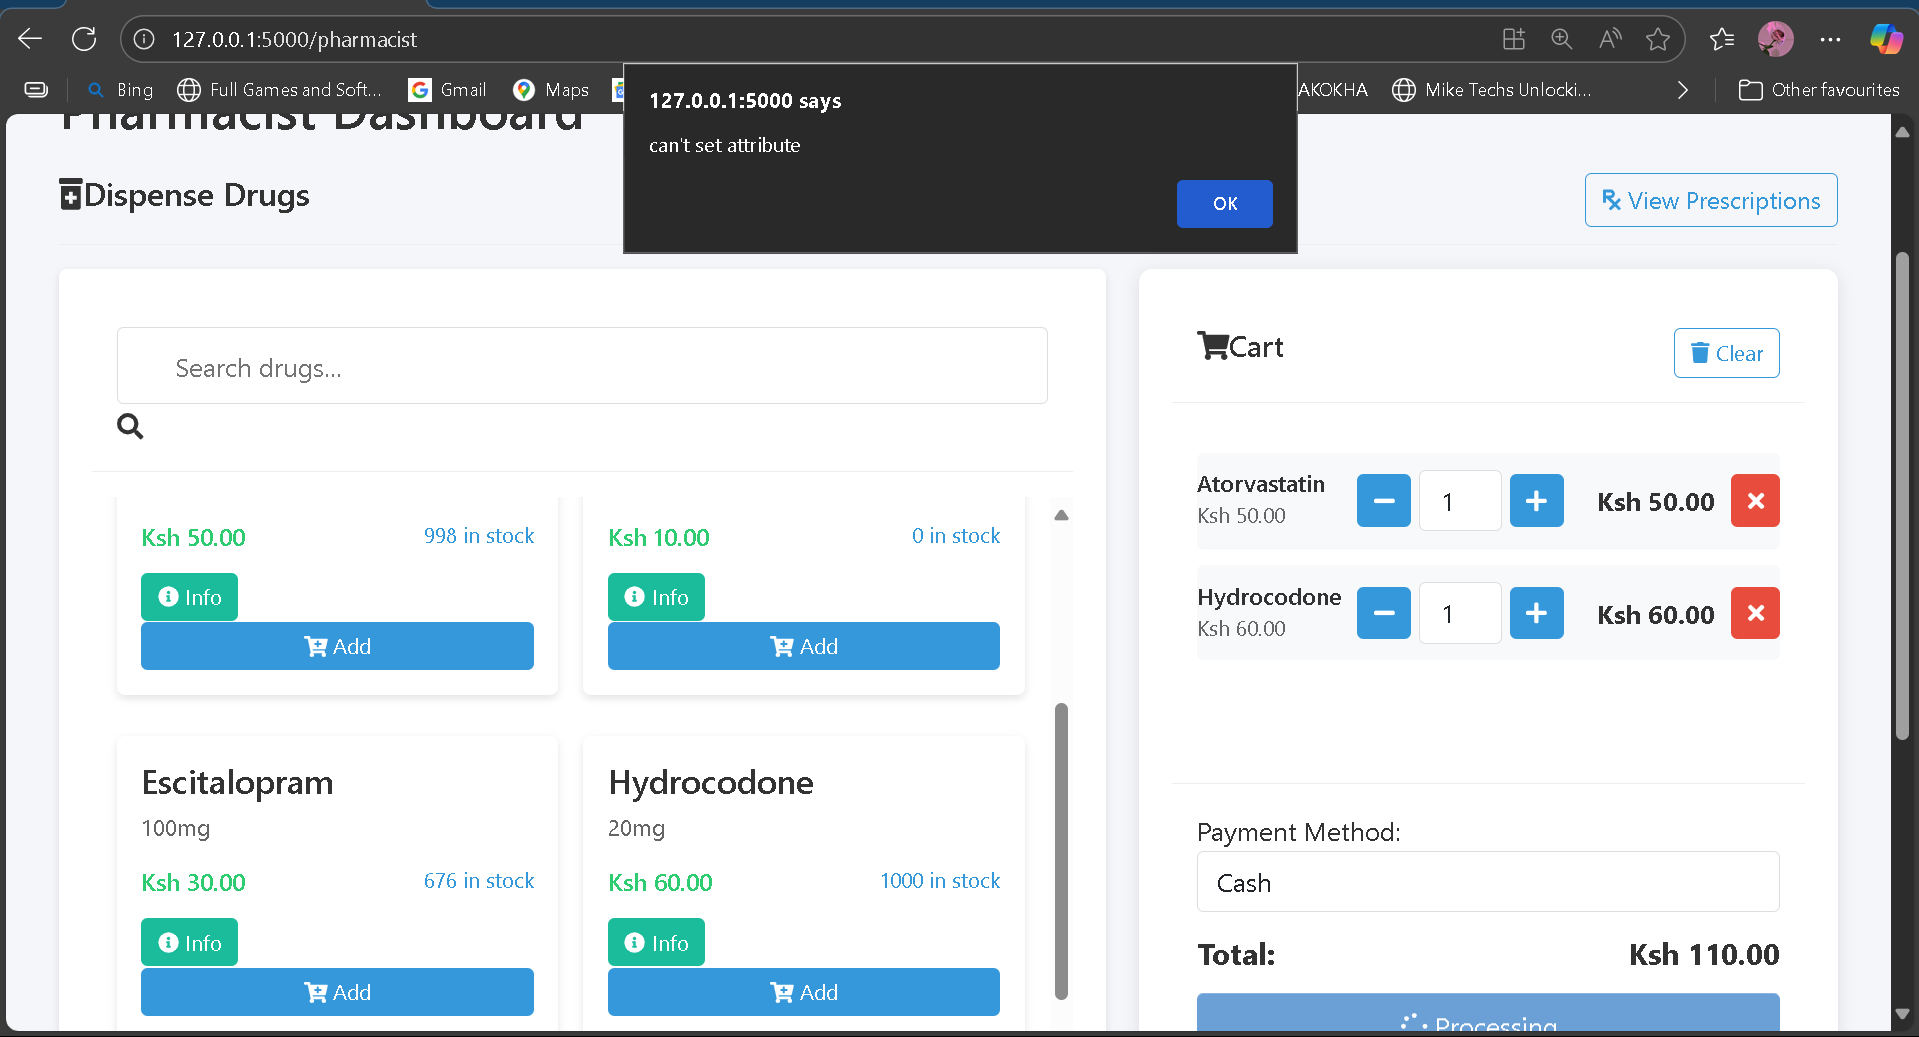 127.0.0.1:5000/pharmacist
Bing
Full Games and Soft...
Gmail
Maps
AKOKHA
Mike Techs Unlocki...
Other favourites
127.0.0.1:5000 says
can't set attribute
OK
Pharmacist Dashboard
Dispense Drugs
View Prescriptions
Search drugs...
Ksh 50.00
998 in stock
Info
Add
Ksh 10.00
0 in stock
Info
Add
Escitalopram
100mg
Ksh 30.00
676 in stock
Info
Add
Hydrocodone
20mg
Ksh 60.00
1000 in stock
Info
Add
Cart
Clear
Atorvastatin
Ksh 50.00
1
Ksh 50.00
Hydrocodone
Ksh 60.00
1
Ksh 60.00
Payment Method:
Cash
Total:
Ksh 110.00
Processing